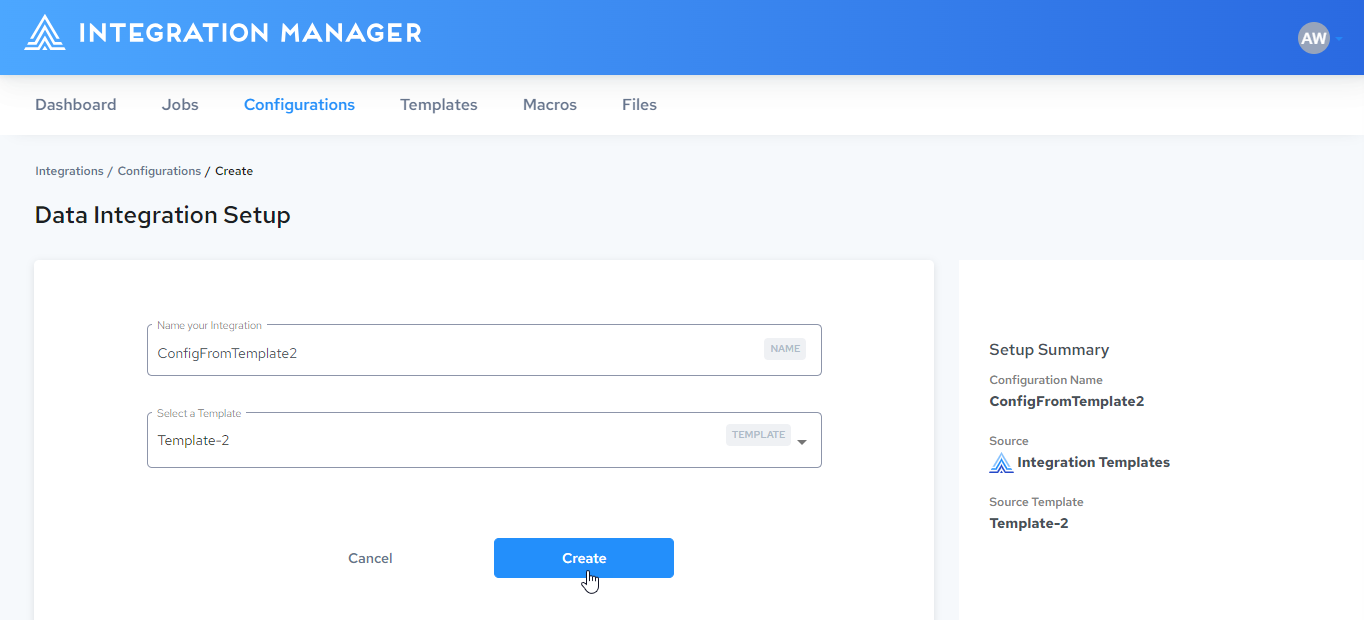 INTEGRATION MANAGER
AW
Dashboard Jobs Configurations Templates Macros Files
Integrations / Configurations / Create
Data Integration Setup
Name your Integration
ConfigFromTemplate2 NAME
Select a Template
Template-2 TEMPLATE
Cancel Create
Setup Summary
Configuration Name
ConfigFromTemplate2
Source
Integration Templates
Source Template
Template-2